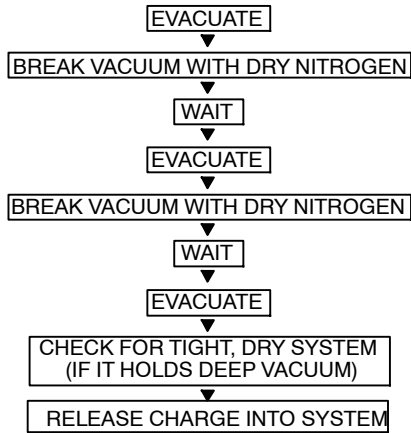 EVACUATE
BREAK VACUUM WITH DRY NITROGEN
WAIT
EVACUATE
BREAK VACUUM WITH DRY NITROGEN
WAIT
EVACUATE
CHECK FOR TIGHT, DRY SYSTEM
(IF IT HOLDS DEEP VACUUM)
RELEASE CHARGE INTO SYSTEM